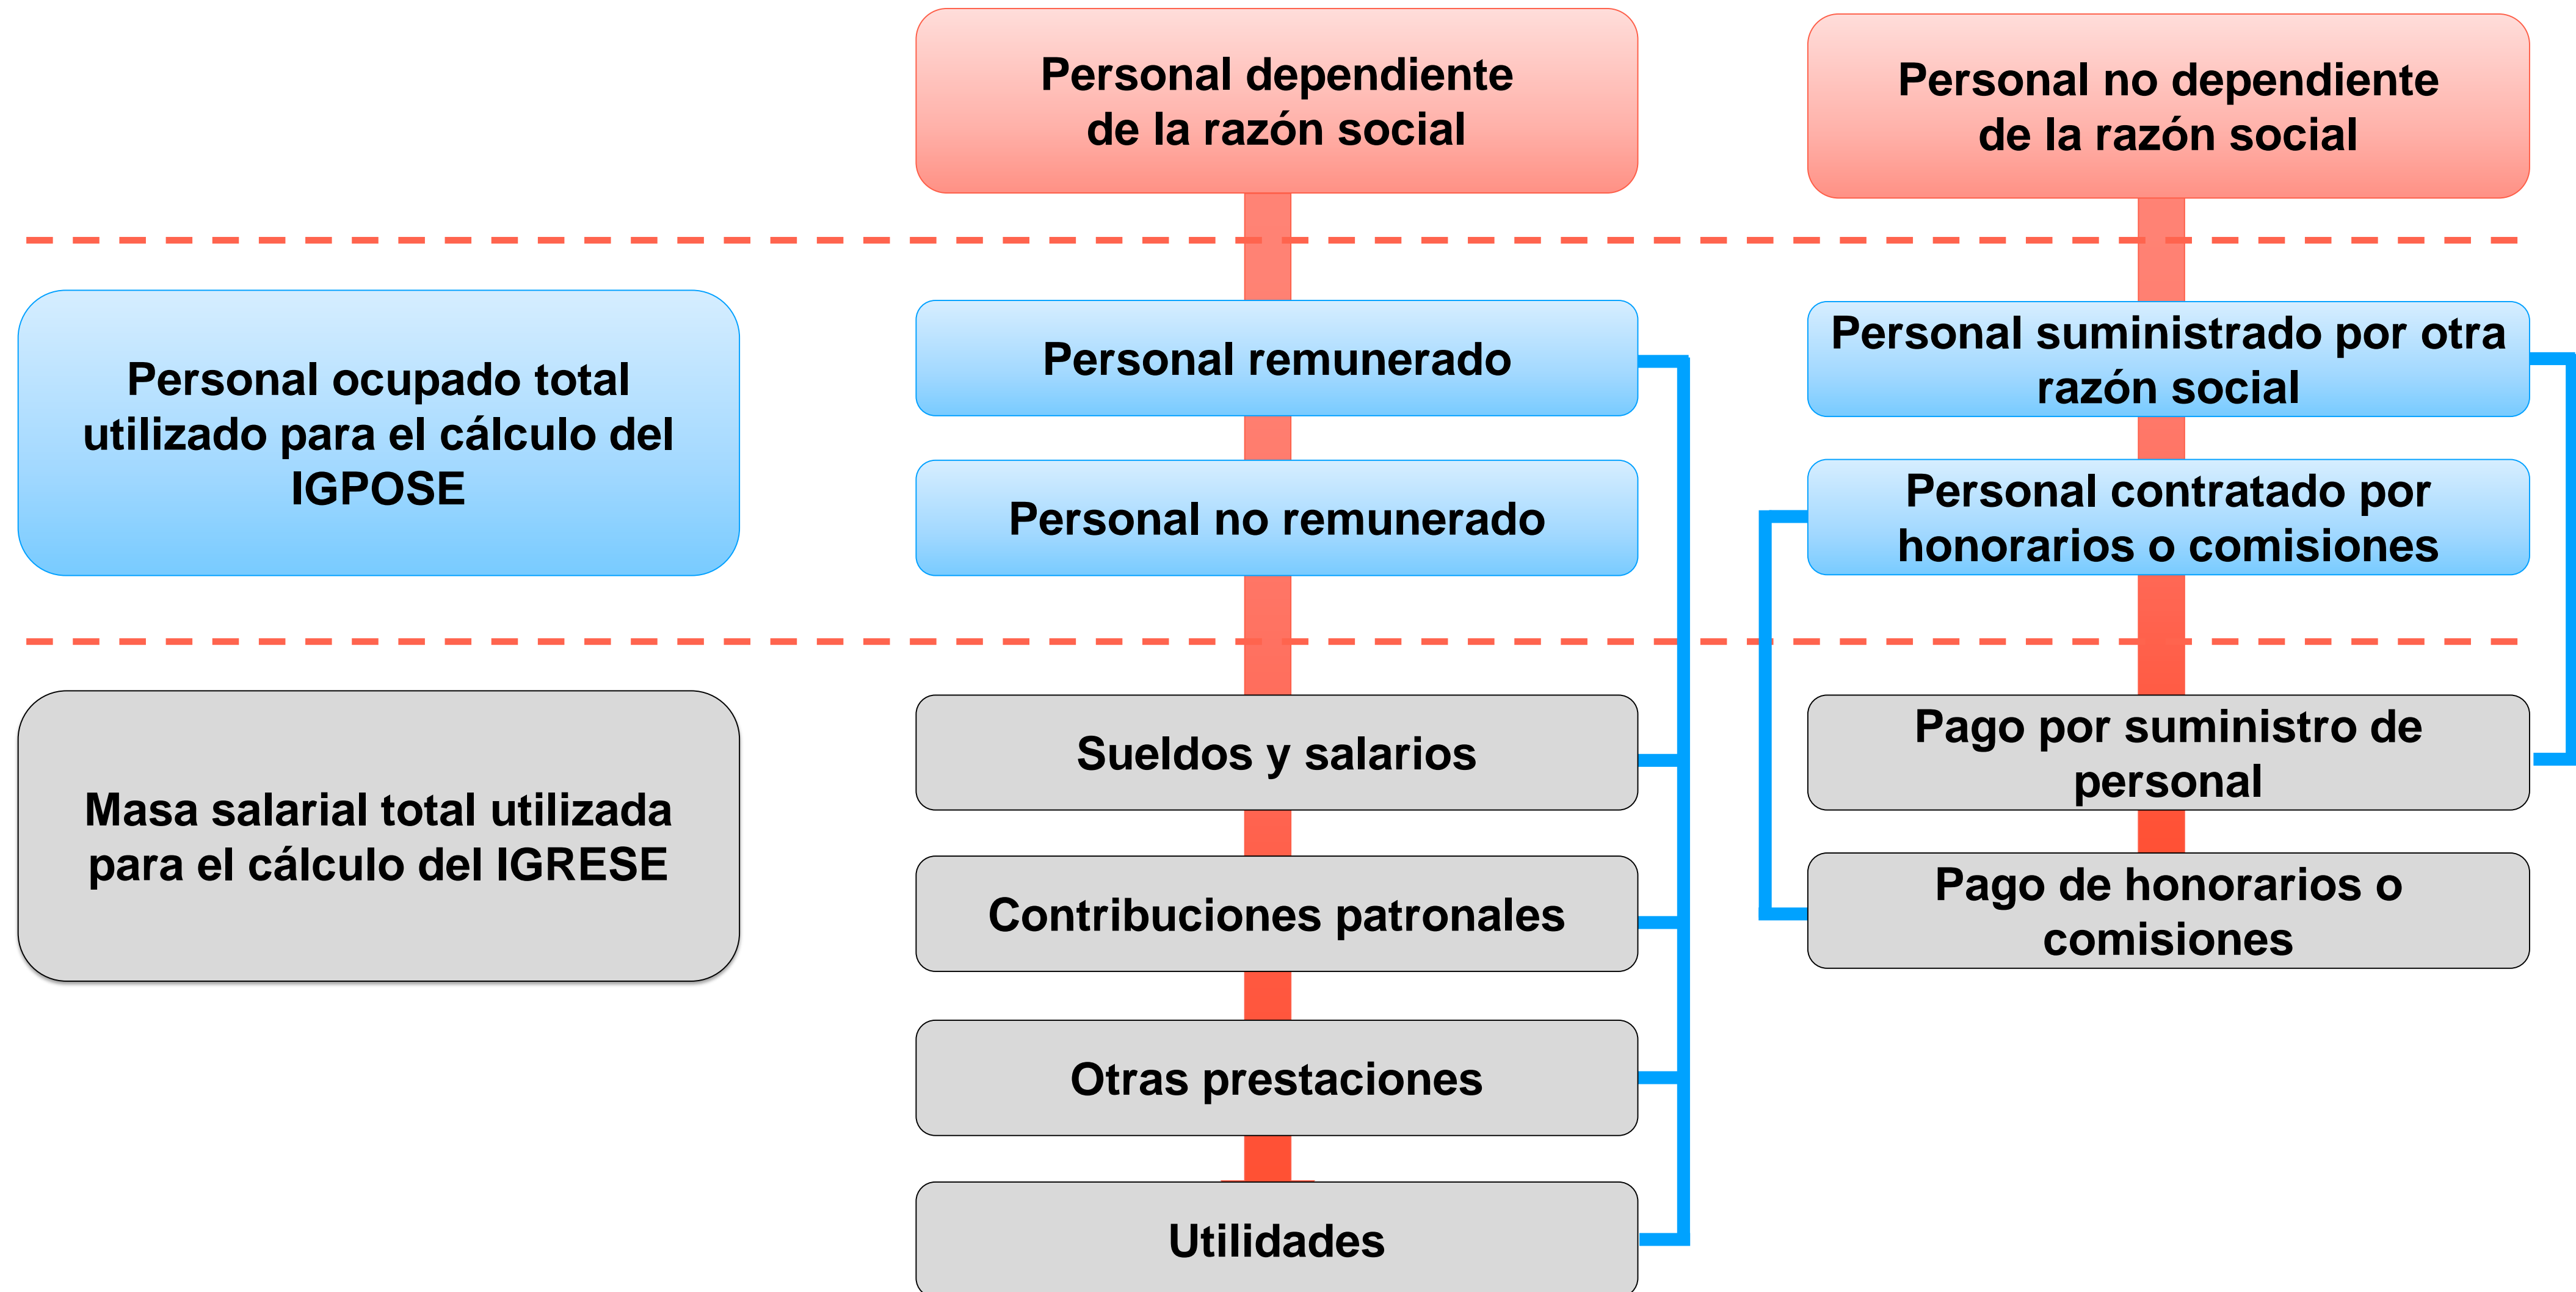 Personal dependiente
de la razón social
Personal no dependiente
de la razón social
Personal ocupado total
utilizado para el cálculo del
IGPOSE
Personal remunerado
Personal no remunerado
Personal suministrado por otra
razón social
Personal contratado por
honorarios o comisiones
Masa salarial total utilizada
para el cálculo del IGRESE
Sueldos y salarios
Contribuciones patronales
Otras prestaciones
Utilidades
Pago por suministro de
personal
Pago de honorarios o
comisiones